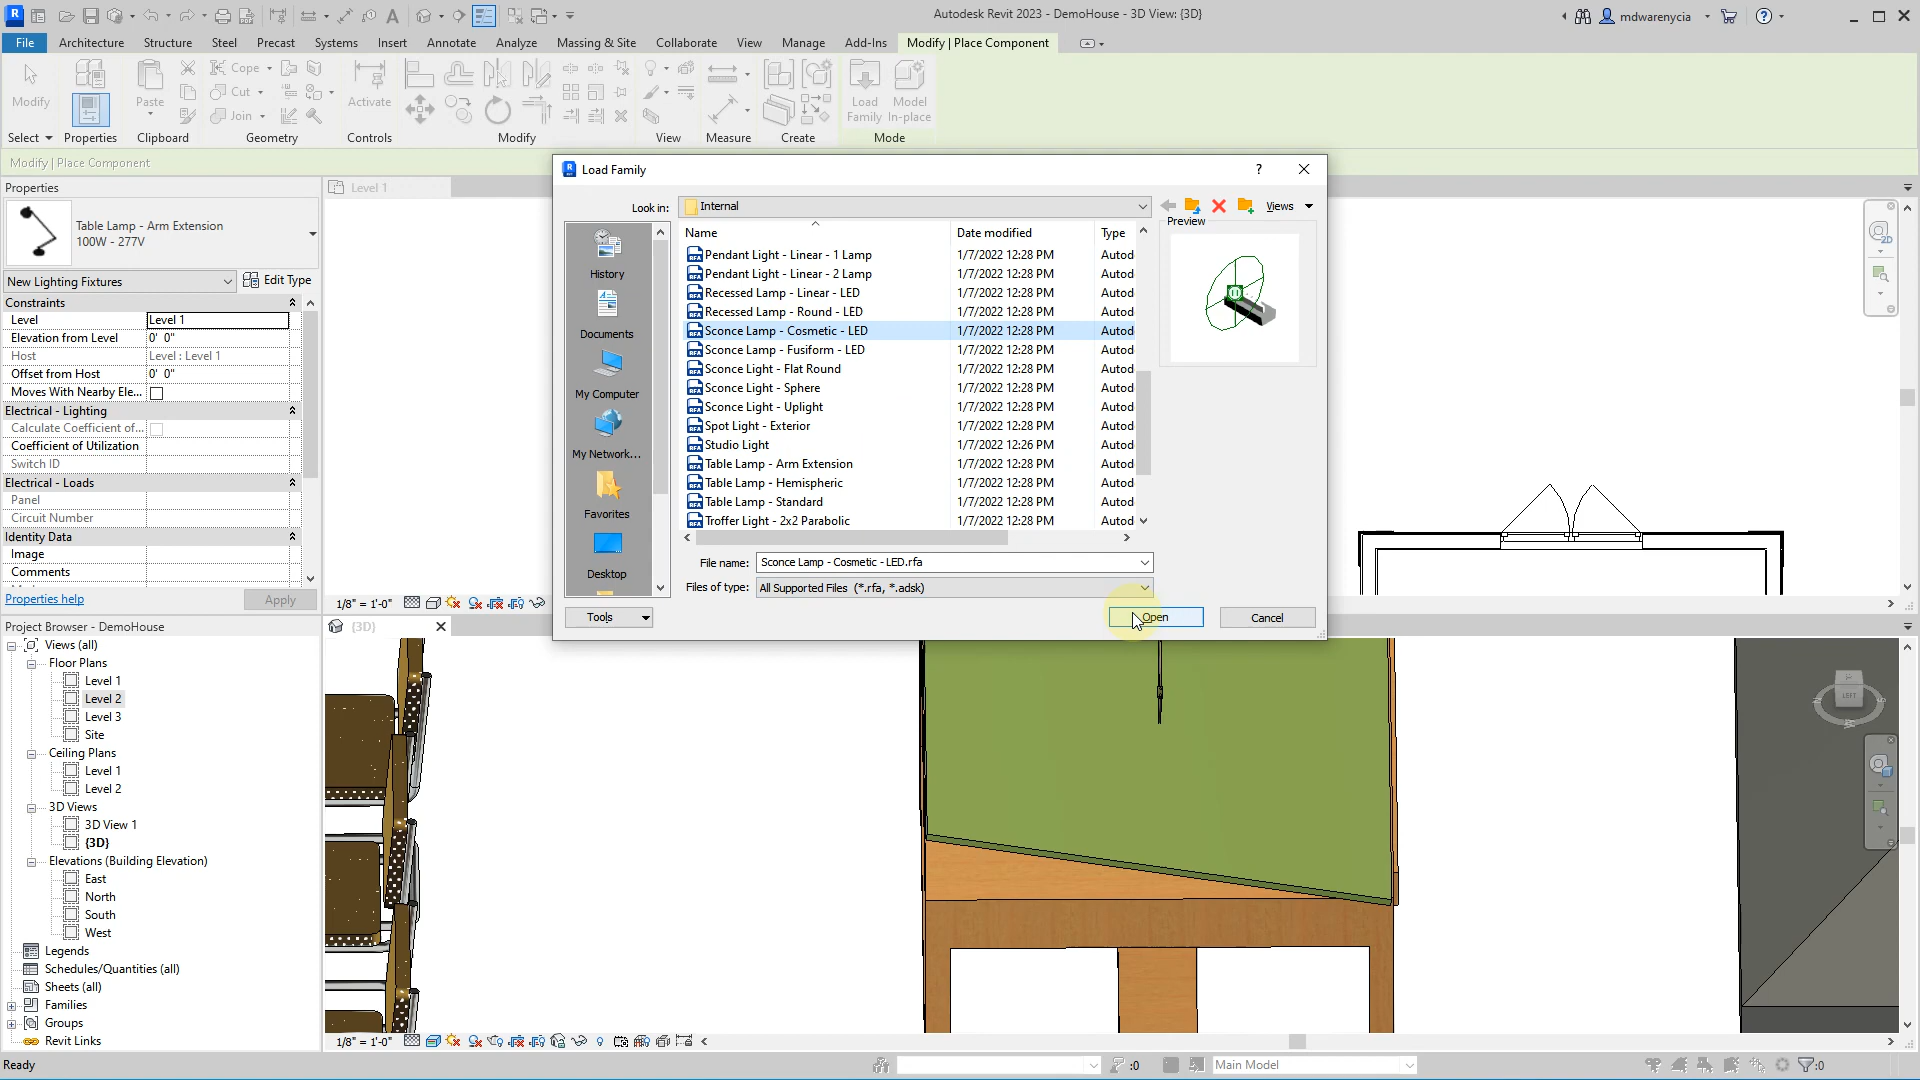 Autodesk Revit 2023 - DemoHouse - 3D View: {3D}
mdwarenycia
File
Architecture
Structure
Steel
Precast
Systems
Insert
Annotate
Analyze
Massing & Site
Collaborate
View
Manage
Add-Ins
Modify | Place Component
Modify
Paste
Cope
Cut
Join
Activate
Load
Family
Model
In-place
Select
Properties
Clipboard
Geometry
Controls
Modify
View
Measure
Create
Mode
Modify | Place Component
Properties
Table Lamp - Arm Extension
100W - 277V
New Lighting Fixtures
Edit Type
Constraints
Level
Level 1
Elevation from Level
0' 0"
Host
Level : Level 1
Offset from Host
0' 0"
Moves With Nearby Ele...
Electrical - Lighting
Calculate Coefficient of...
Coefficient of Utilization
Switch ID
Electrical - Loads
Panel
Circuit Number
Identity Data
Image
Comments
Properties help
Apply
Level 1
1/8" = 1'-0"
Load Family
Look in:
Internal
Views
Preview
History
Documents
My Computer
My Network...
Favorites
Desktop
Name
Date modified
Type
Pendant Light - Linear - 1 Lamp 1/7/2022 12:28 PM Autod
Pendant Light - Linear - 2 Lamp 1/7/2022 12:28 PM Autod
Recessed Lamp - Linear - LED 1/7/2022 12:28 PM Autod
Recessed Lamp - Round - LED 1/7/2022 12:28 PM Autod
Sconce Lamp - Cosmetic - LED 1/7/2022 12:28 PM Autod
Sconce Lamp - Fusiform - LED 1/7/2022 12:28 PM Autod
Sconce Light - Flat Round 1/7/2022 12:28 PM Autod
Sconce Light - Sphere 1/7/2022 12:28 PM Autod
Sconce Light - Uplight 1/7/2022 12:28 PM Autod
Spot Light - Exterior 1/7/2022 12:28 PM Autod
Studio Light 1/7/2022 12:26 PM Autod
Table Lamp - Arm Extension 1/7/2022 12:28 PM Autod
Table Lamp - Hemispheric 1/7/2022 12:28 PM Autod
Table Lamp - Standard 1/7/2022 12:28 PM Autod
Troffer Light - 2x2 Parabolic 1/7/2022 12:28 PM Autod
File name:
Sconce Lamp - Cosmetic - LED.rfa
Files of type:
All Supported Files (*.rfa, *.adsk)
Tools
Open
Cancel
Project Browser - DemoHouse
Views (all)
Floor Plans
Level 1
Level 2
Level 3
Site
Ceiling Plans
Level 1
Level 2
3D Views
3D View 1
{3D}
Elevations (Building Elevation)
East
North
South
West
Legends
Schedules/Quantities (all)
Sheets (all)
Families
Groups
Revit Links
{3D}
LEFT
1/8" = 1'-0"
Ready
:0
Main Model
:0